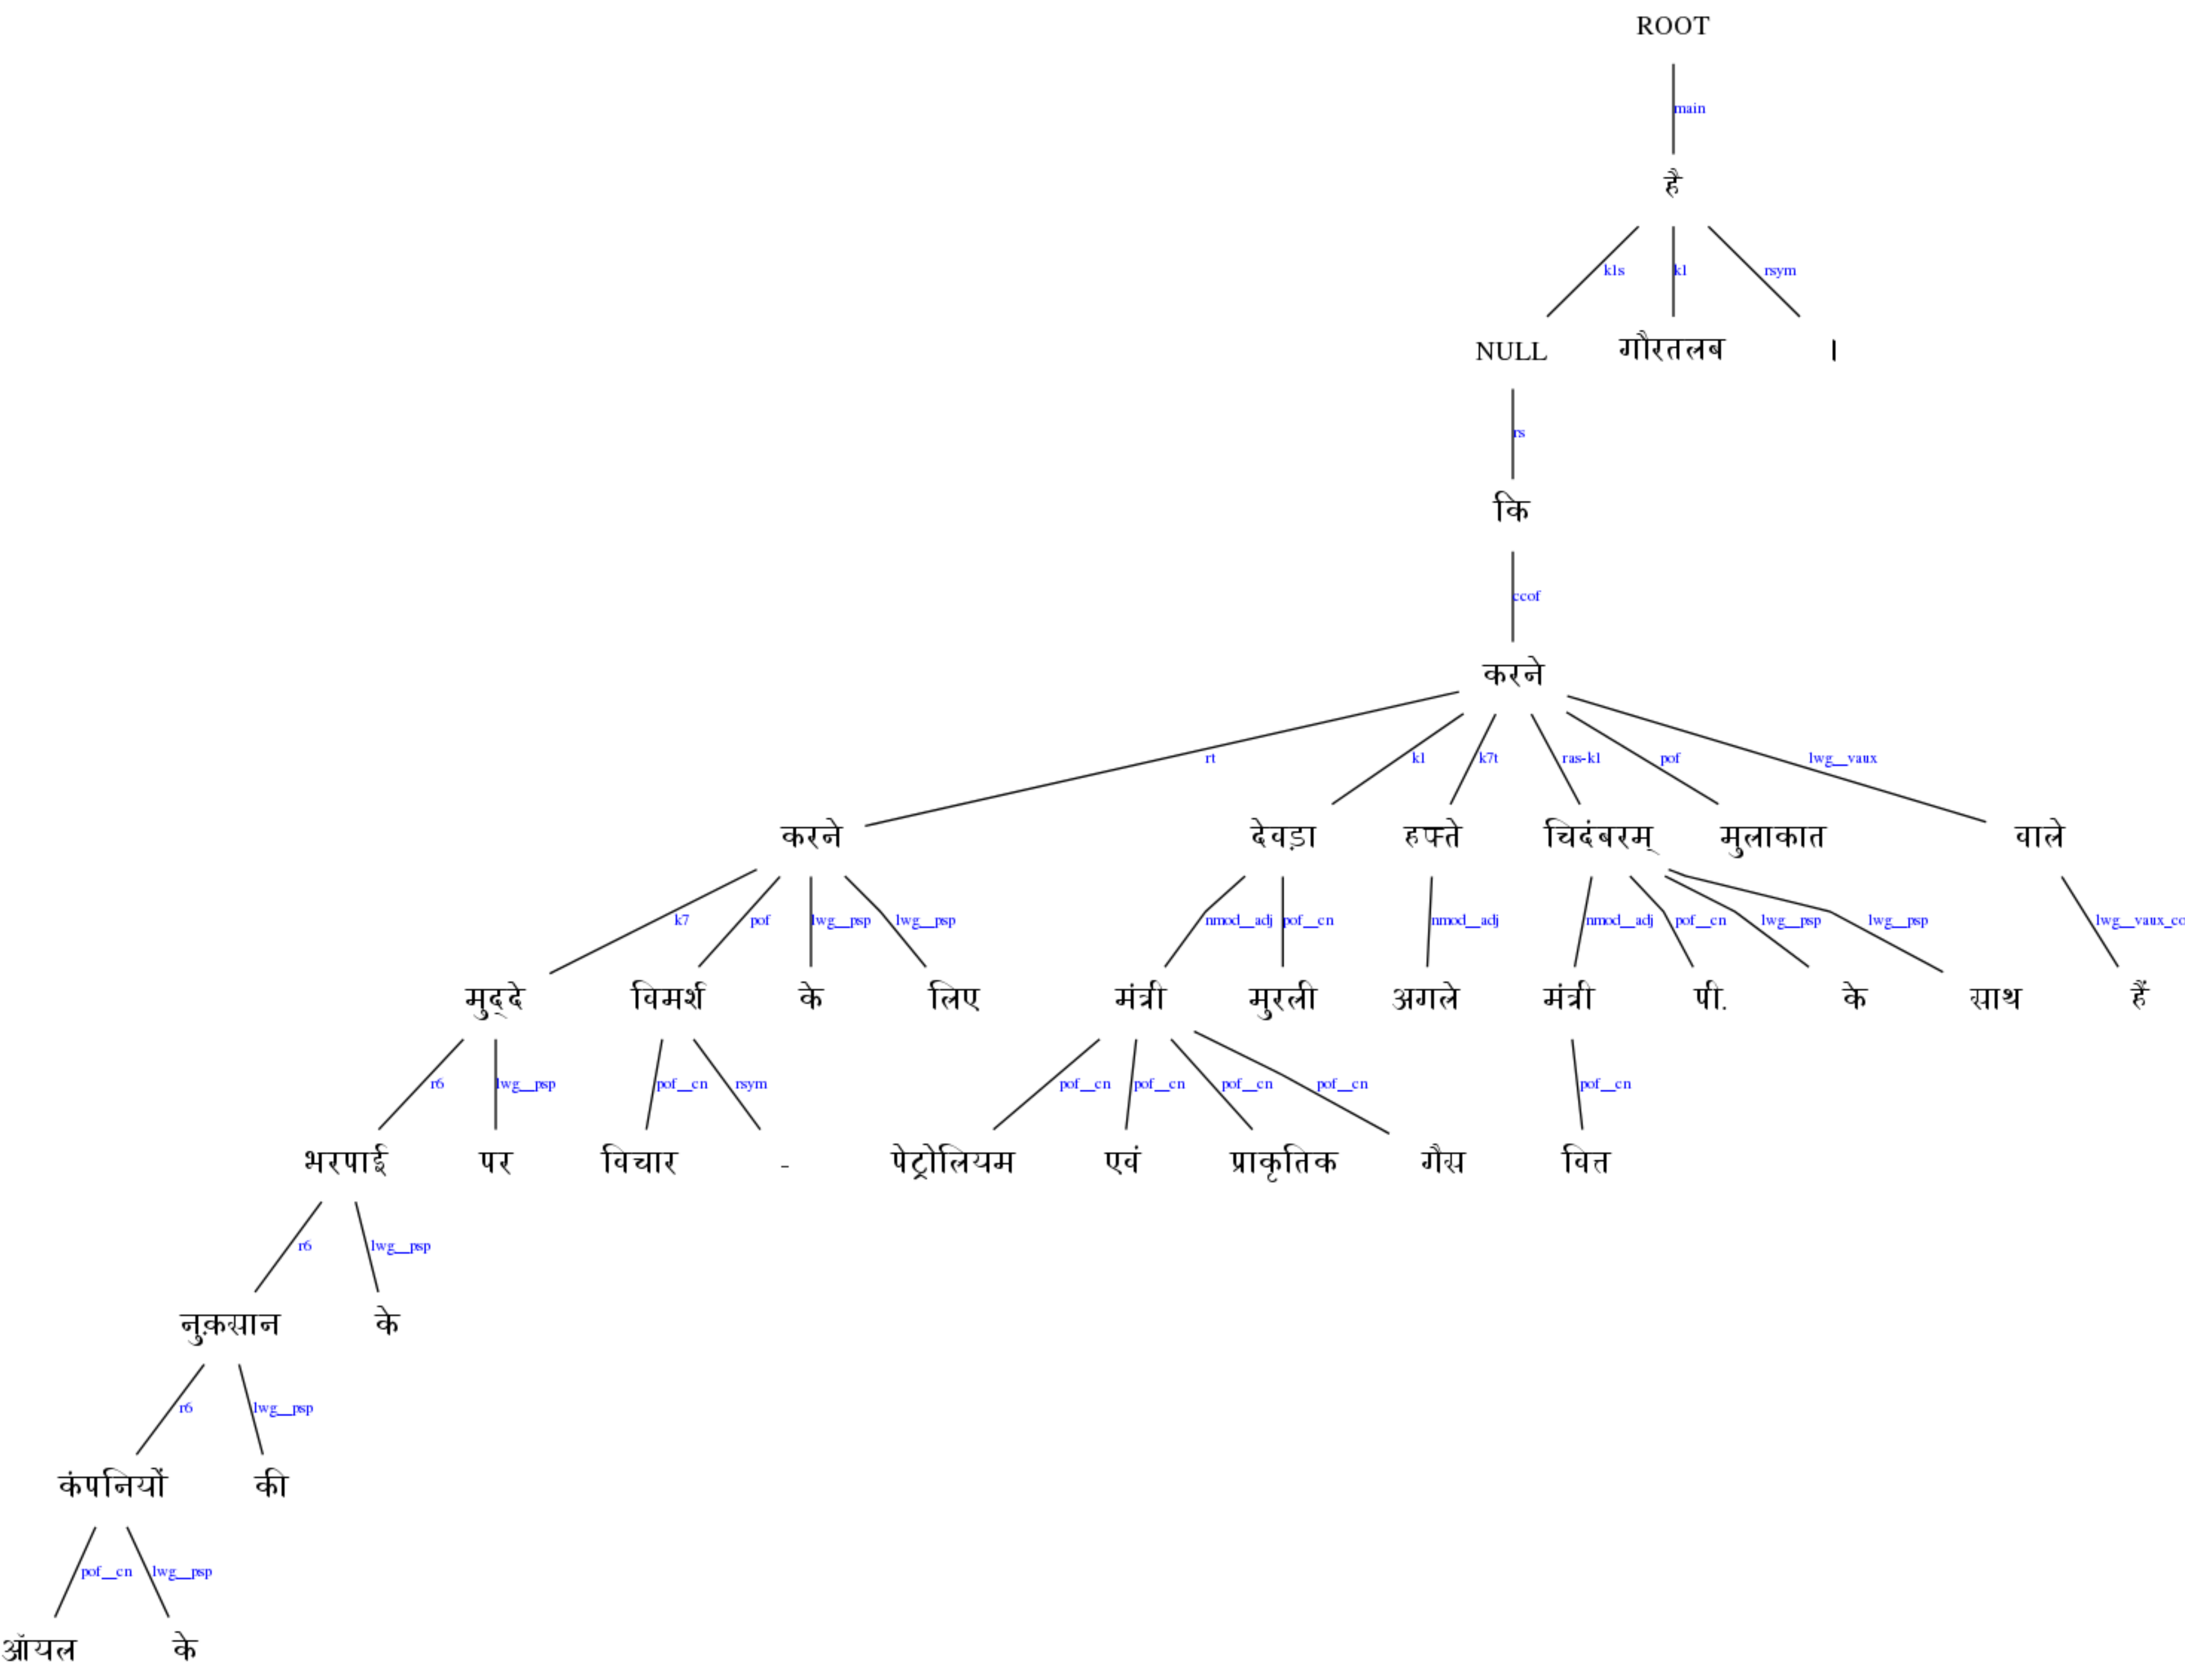 ROOT
main
है
k1s k1 rsym
NULL गौरतलब ।
rs
कि
ccof
करने
rt k1 k7t ras-k1 pof lwg__vaux
करने देवड़ा हफ्ते चिदंबरम् मुलाकात वाले
k7 pof lwg__psp lwg__psp nmod__adj pof__cn nmod__adj nmod__adj pof__cn lwg__psp lwg__psp lwg__vaux_co
मुद्दे विमर्श के लिए मंत्री मुरली अगले मंत्री पी. के साथ हैं
r6 lwg__psp pof__cn rsym pof__cn pof__cn pof__cn pof__cn pof__cn
भरपाई पर विचार - पेट्रोलियम एवं प्राकृतिक गैस वित्त
r6 lwg__psp
नुक़सान के
r6 lwg__psp
कंपनियों की
pof__cn lwg__psp
ऑयल के